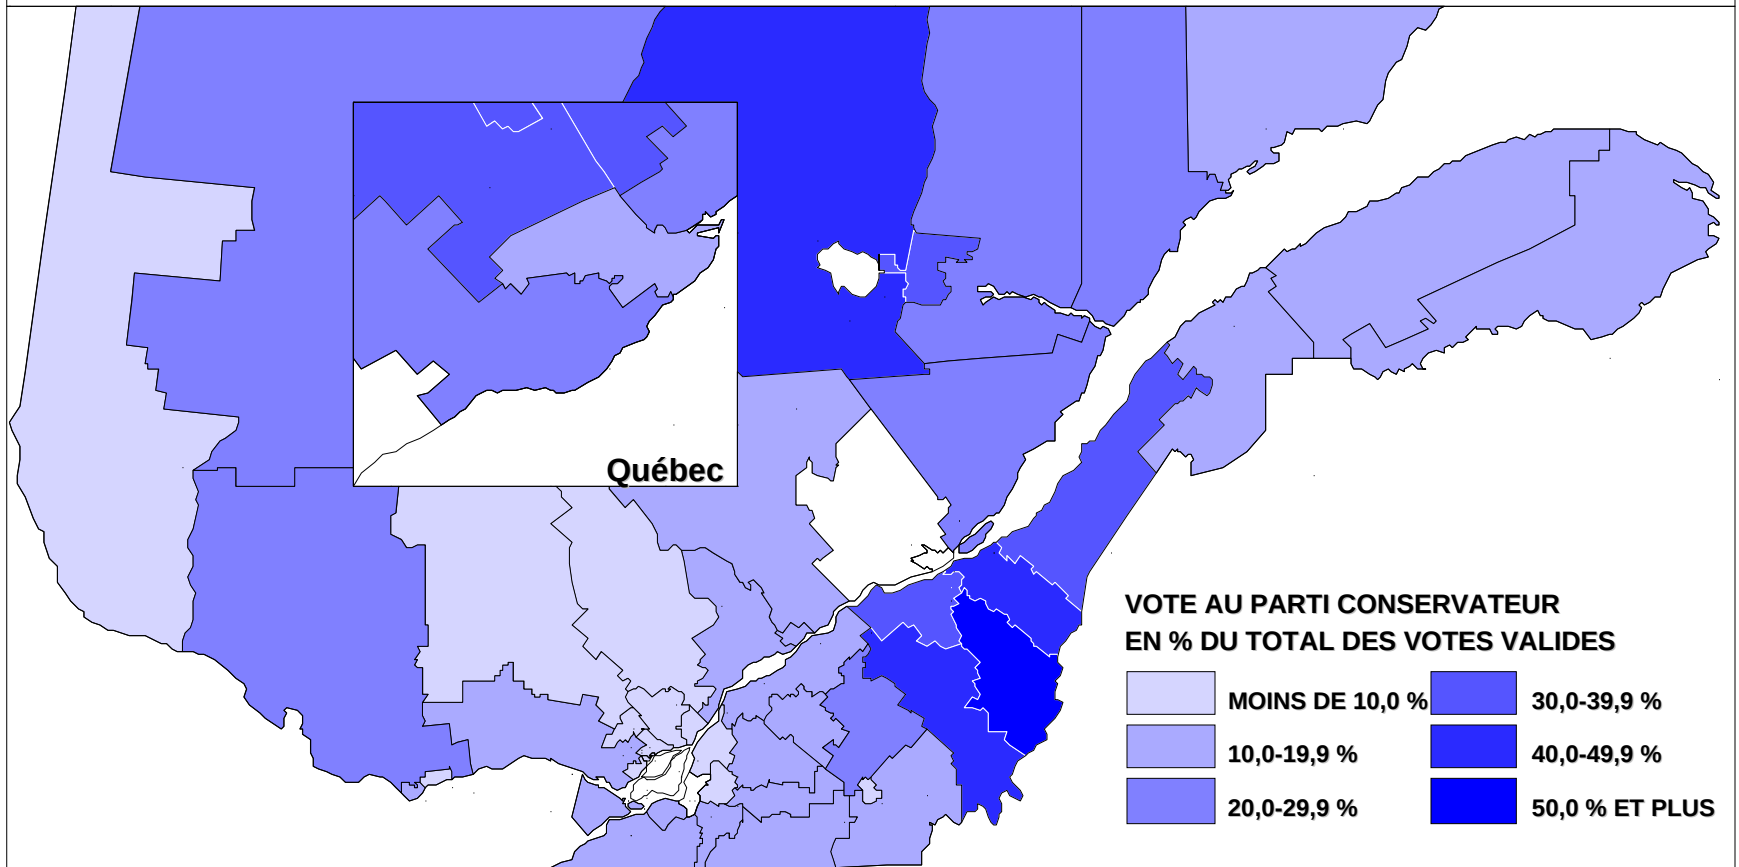 Québec
VOTE AU PARTI CONSERVATEUR
EN % DU TOTAL DES VOTES VALIDES
MOINS DE 10,0 %
30,0-39,9 %
10,0-19,9 %
40,0-49,9 %
20,0-29,9 %
50,0 % ET PLUS